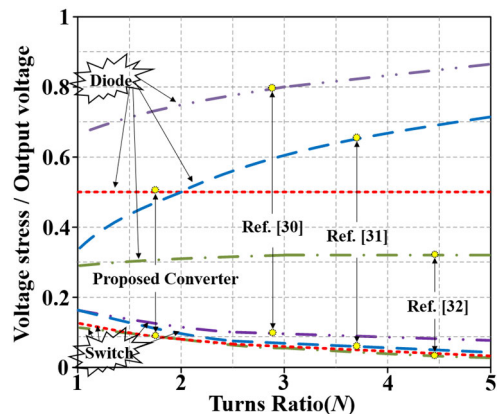 1
0.8
0.6
0.4
0.2
0
Voltage stress / Output voltage
Diode
Ref. [30]
Ref. [31]
Proposed Converter
Ref. [32]
Switch
1 2 3 4 5
Turns Ratio(N)